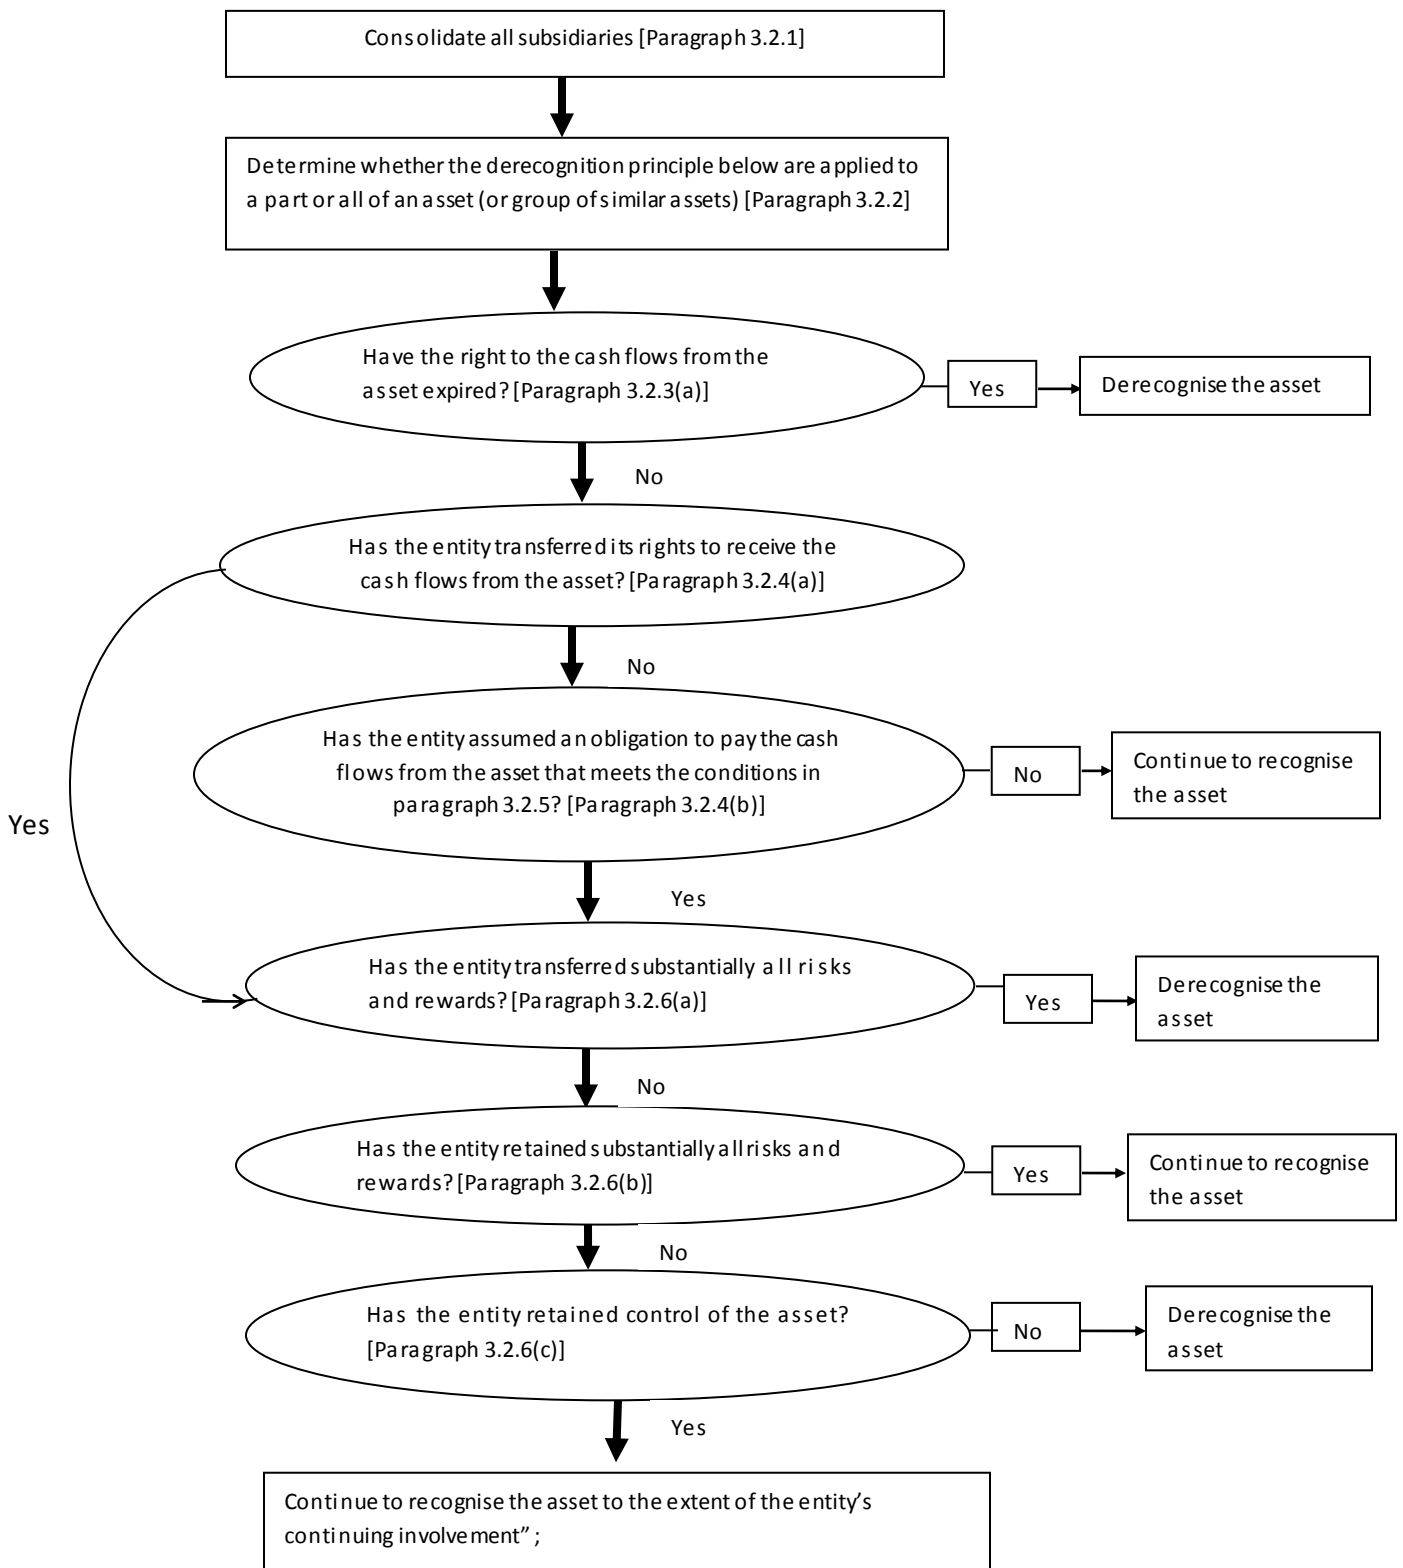 Consolidate all subsidiaries [Paragraph 3.2.1]
Determine whether the derecognition principle below are applied to
a part or all of an asset (or group of similar assets) [Paragraph 3.2.2]
Have the right to the cash flows from the
asset expired? [Paragraph 3.2.3(a)]
Yes
Derecognise the asset
No
Has the entity transferred its rights to receive the
cash flows from the asset? [Paragraph 3.2.4(a)]
No
Has the entity assumed an obligation to pay the cash
flows from the asset that meets the conditions in
paragraph 3.2.5? [Paragraph 3.2.4(b)]
No
Continue to recognise
the asset
Yes
Yes
Has the entity transferred substantially all risks
and rewards? [Paragraph 3.2.6(a)]
Yes
Derecognise the
asset
No
Has the entity retained substantially all risks and
rewards? [Paragraph 3.2.6(b)]
Yes
Continue to recognise
the asset
No
Has the entity retained control of the asset?
[Paragraph 3.2.6(c)]
No
Derecognise the
asset
Yes
Continue to recognise the asset to the extent of the entity’s
continuing involvement” ;